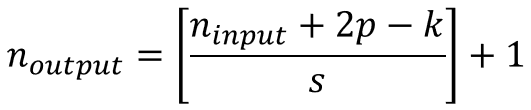 n_output = [(n_input + 2p − k) / s] + 1